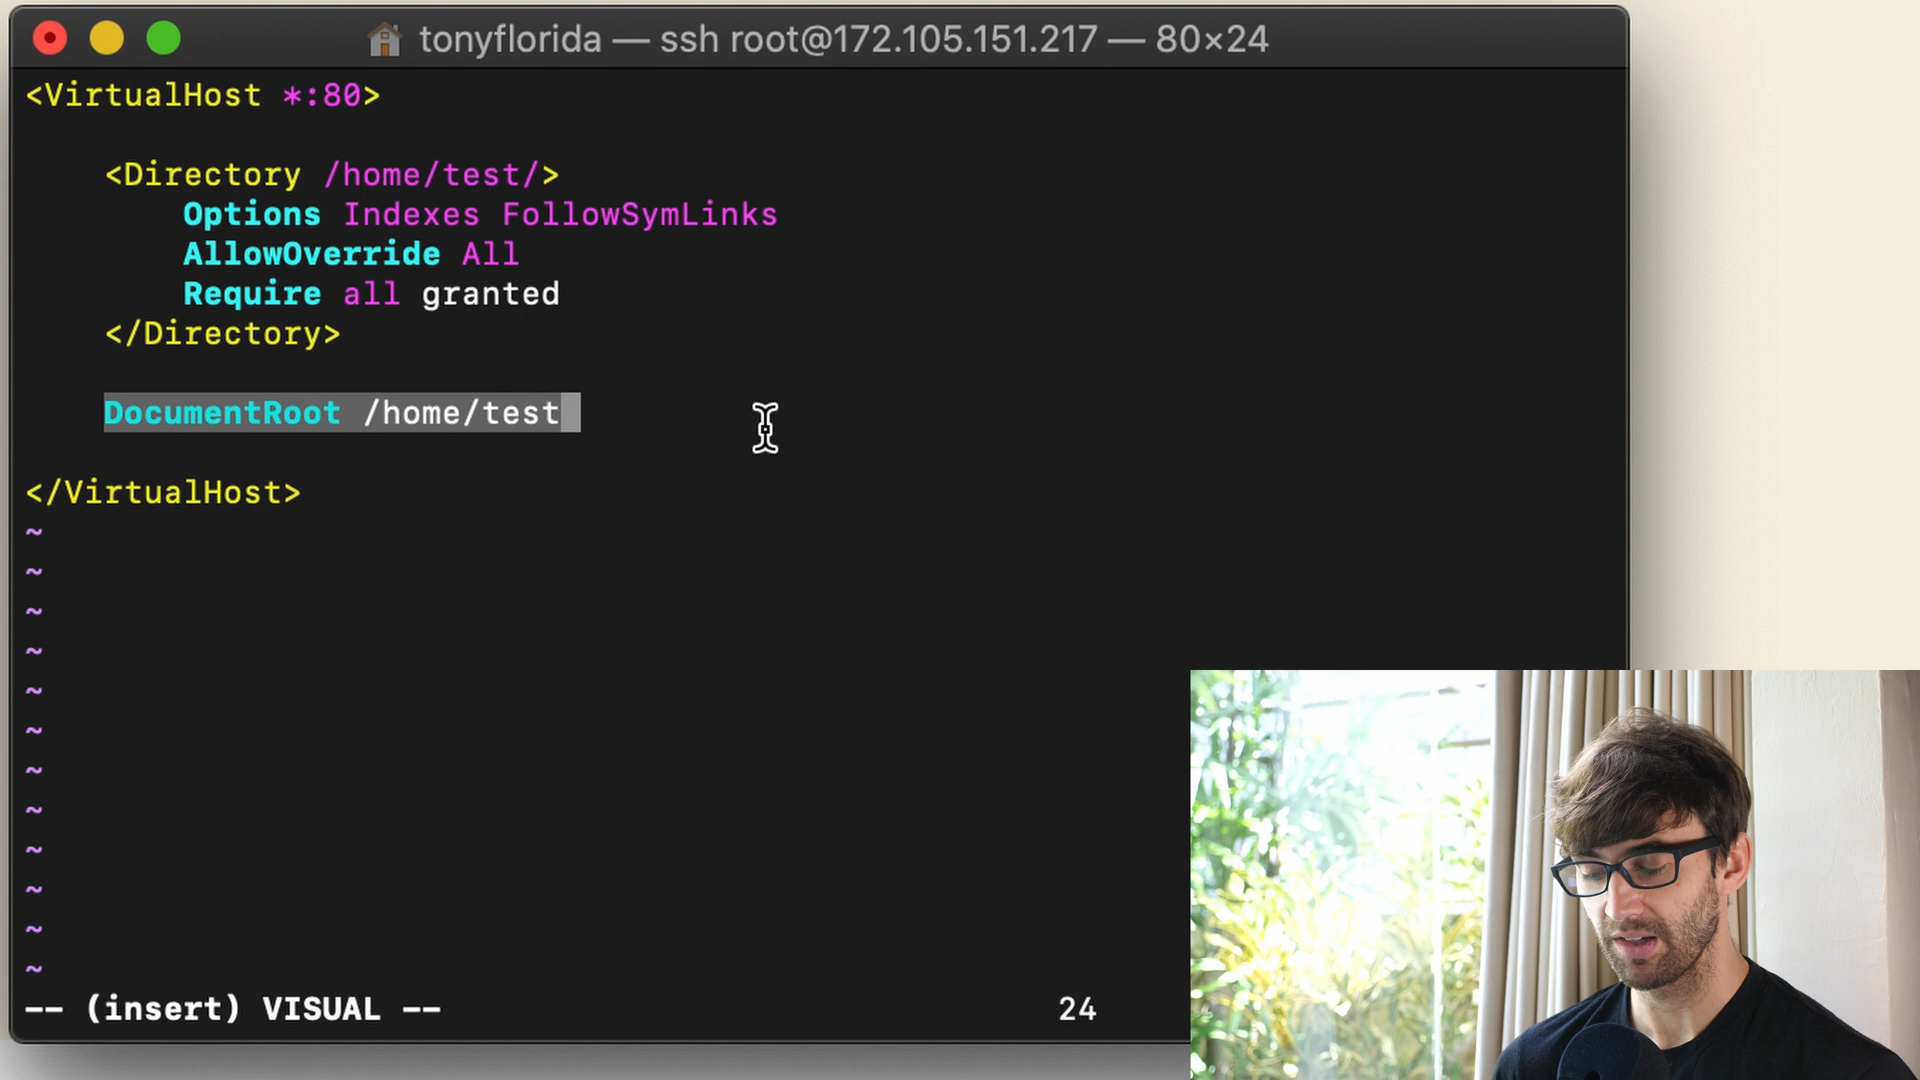 tonyflorida — ssh root@172.105.151.217 — 80×24
<VirtualHost *:80>
<Directory /home/test/>
Options Indexes FollowSymLinks
AllowOverride All
Require all granted
</Directory>
DocumentRoot /home/test
</VirtualHost>
~
~
~
~
~
~
~
~
~
~
~
~
-- (insert) VISUAL -- 24